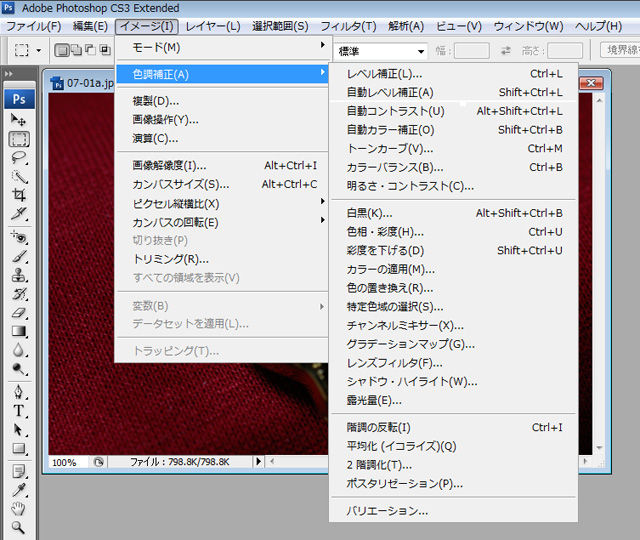 Adobe Photoshop CS3 Extended
ファイル(F) 編集(E) イメージ(I) レイヤー(L) 選択範囲(S) フィルタ(T) 解析(A) ビュー(V) ウィンドウ(W) ヘルプ(H)
標準 幅: 高さ: 境界線を
Ps
07-01a.jp
モード(M)
色調補正(A)
複製(D)...
画像操作(Y)...
演算(C)...
画像解像度(I)... Alt+Ctrl+I
カンバスサイズ(S)... Alt+Ctrl+C
ピクセル縦横比(X)
カンバスの回転(E)
切り抜き(P)
トリミング(R)...
すべての領域を表示(V)
変数(B)
データセットを適用(L)...
トラッピング(T)...
レベル補正(L)... Ctrl+L
自動レベル補正(A) Shift+Ctrl+L
自動コントラスト(U) Alt+Shift+Ctrl+L
自動カラー補正(O) Shift+Ctrl+B
トーンカーブ(V)... Ctrl+M
カラーバランス(B)... Ctrl+B
明るさ・コントラスト(C)...
白黒(K)... Alt+Shift+Ctrl+B
色相・彩度(H)... Ctrl+U
彩度を下げる(D) Shift+Ctrl+U
カラーの適用(M)...
色の置き換え(R)...
特定色域の選択(S)...
チャンネルミキサー(X)...
グラデーションマップ(G)...
レンズフィルタ(F)...
シャドウ・ハイライト(W)...
露光量(E)...
階調の反転(I) Ctrl+I
平均化 (イコライズ)(Q)
2 階調化(T)...
ポスタリゼーション(P)...
バリエーション...
100% ファイル : 798.8K/798.8K